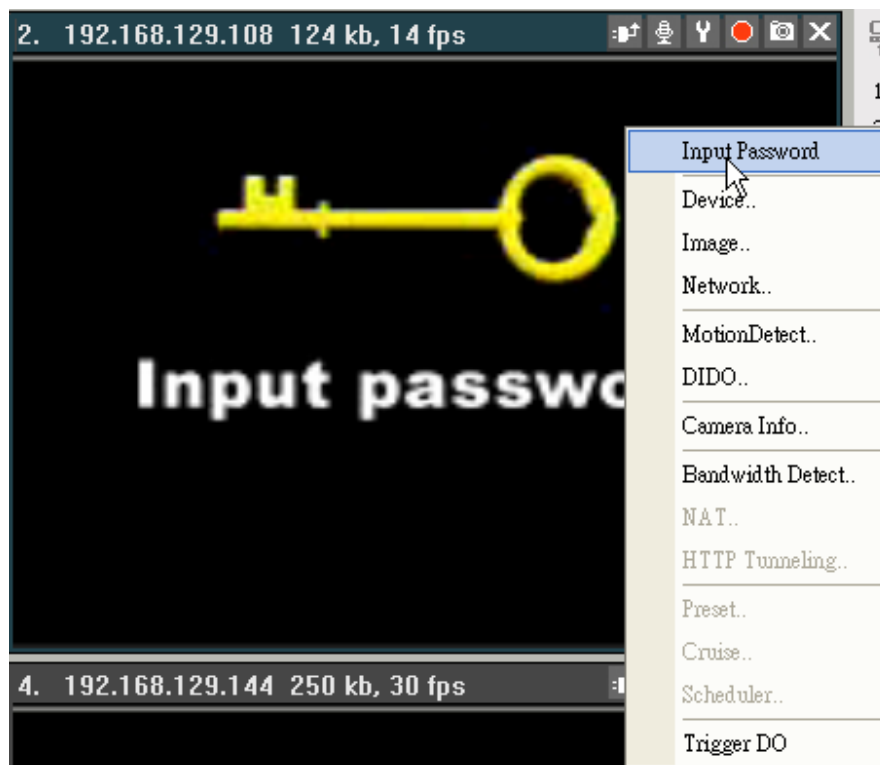 2. 192.168.129.108 124 kb, 14 fps
1
Input Password
Device..
Image..
Network..
Input passwo
MotionDetect..
DIDO..
Camera Info..
Bandwidth Detect..
NAT..
HTTP Tunneling..
Preset..
Cruise..
Scheduler..
Trigger DO
4. 192.168.129.144 250 kb, 30 fps